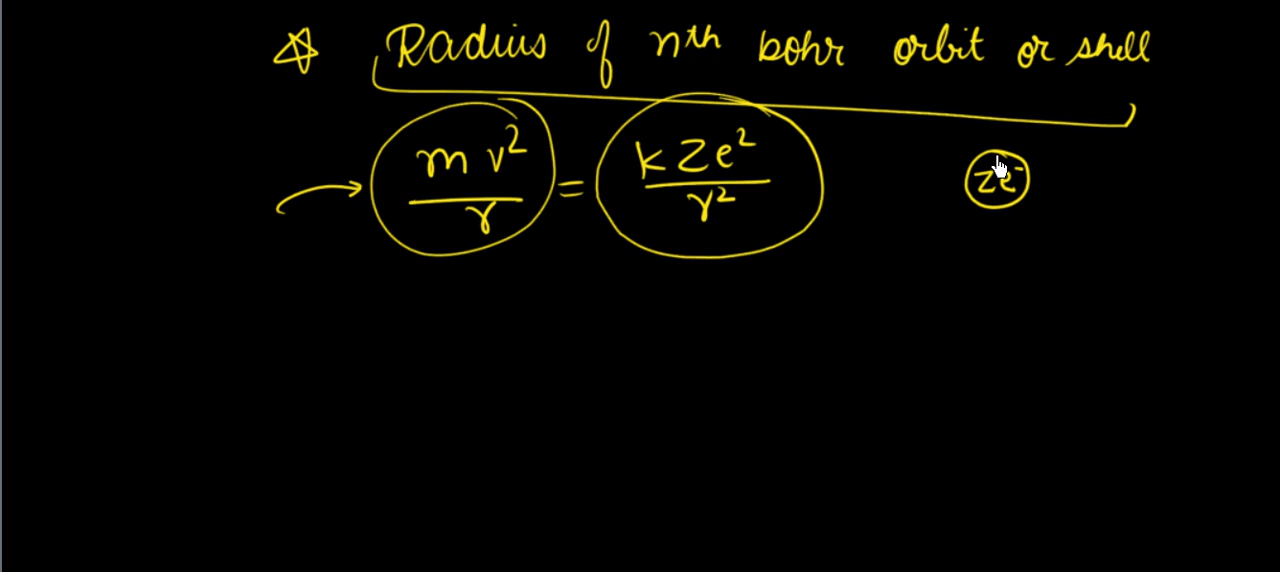 ☆ Radius of nth bohr orbit or shell
mv²/r = kZe²/r²
ze⁻